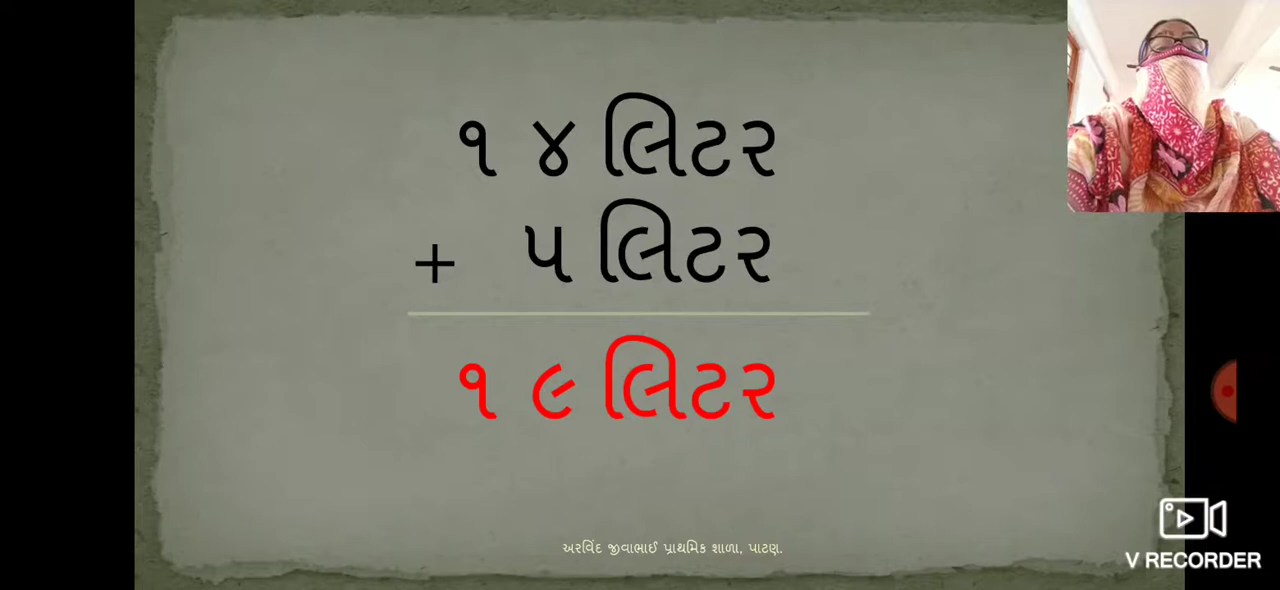 ૧ ૪ લિટર
+ ૫ લિટર
૧ ૯ લિટર
અરવિંદ જીવાભાઈ પ્રાથમિક શાળા, પાટણ.
V RECORDER